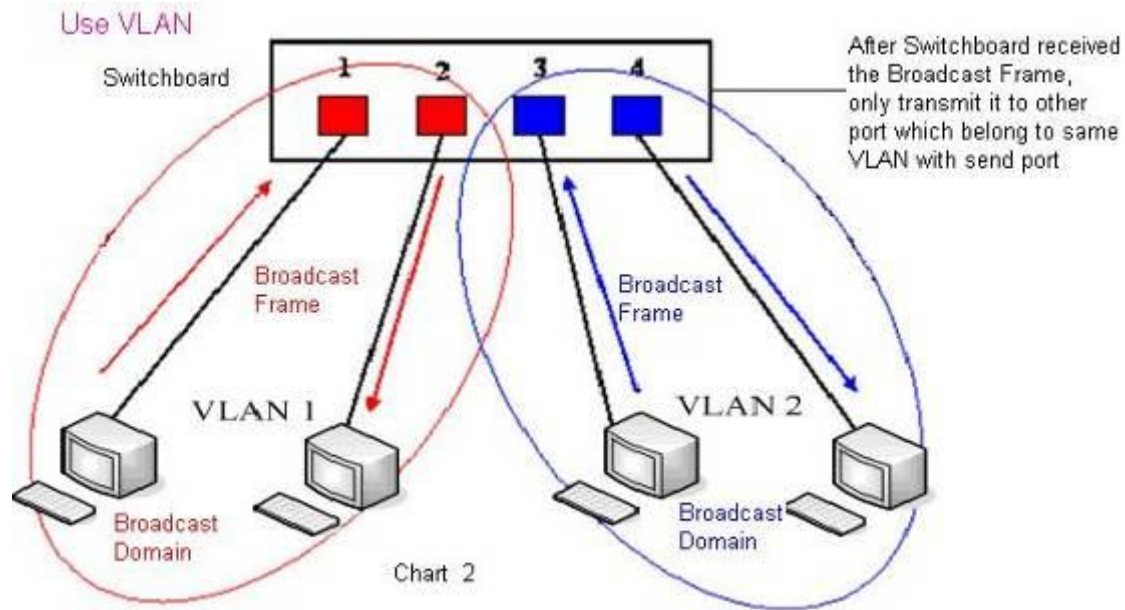 Use VLAN
Switchboard
1 2 3 4
After Switchboard received
the Broadcast Frame,
only transmit it to other
port which belong to same
VLAN with send port
Broadcast
Frame
Broadcast
Frame
VLAN 1
VLAN 2
Broadcast
Domain
Broadcast
Domain
Chart 2